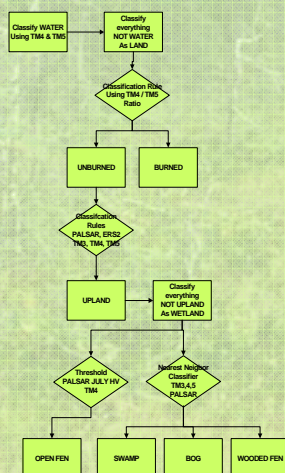 Classify WATER
Using TM4 & TM5
Classify
everything
NOT WATER
As LAND
Classification Rule
Using TM4 / TM5
Ratio
UNBURNED
BURNED
Classifcation
Rules
PALSAR, ERS2
TM3, TM4, TM5
UPLAND
Classify
everything
NOT UPLAND
As WETLAND
Threshold
PALSAR JULY HV
TM4
Nearest Neigbor
Classifier
TM3,4,5
PALSAR
OPEN FEN
SWAMP
BOG
WOODED FEN